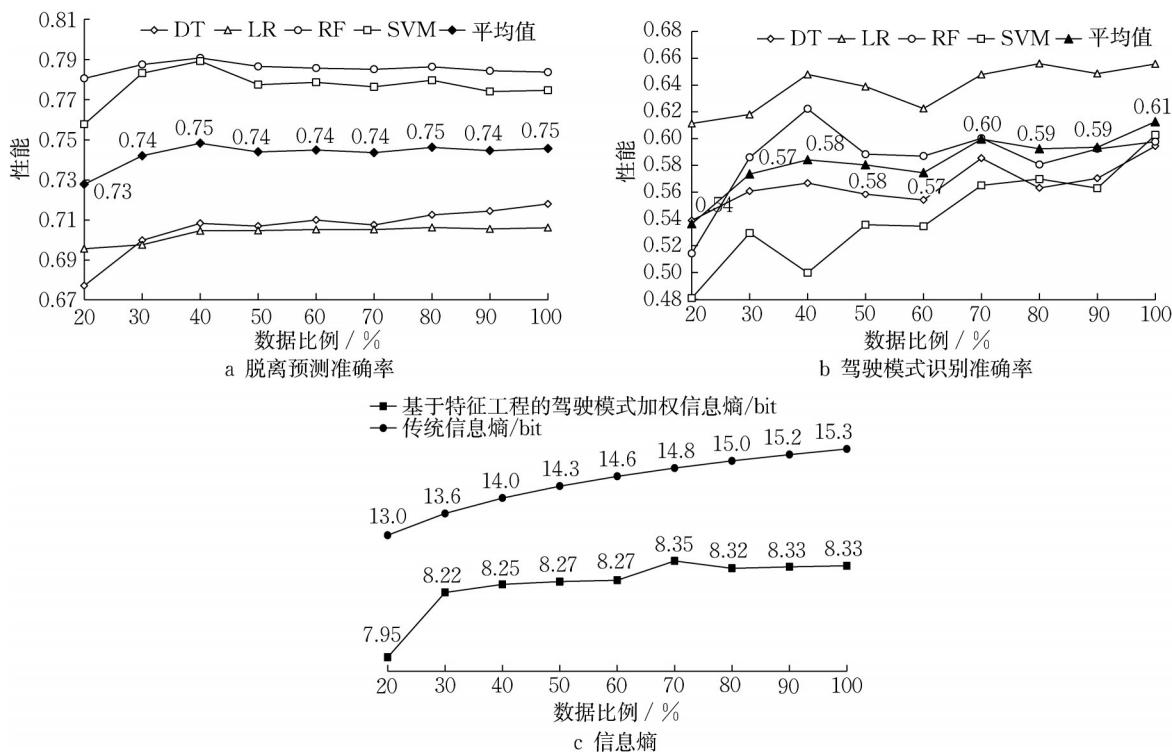 DT LR RF SVM 平均值
0.81
0.79
0.77
0.75
0.73
0.71
0.69
0.67
性能
0.73
0.74
0.75
0.74
0.74
0.74
0.75
0.74
0.75
20 30 40 50 60 70 80 90 100
数据比例 / %
a 脱离预测准确率
DT LR RF SVM 平均值
0.68
0.66
0.64
0.62
0.60
0.58
0.56
0.54
0.52
0.50
0.48
性能
0.54
0.57
0.58
0.58
0.57
0.60
0.59
0.59
0.61
20 30 40 50 60 70 80 90 100
数据比例 / %
b 驾驶模式识别准确率
基于特征工程的驾驶模式加权信息熵/bit
传统信息熵/bit
13.0 13.6 14.0 14.3 14.6 14.8 15.0 15.2 15.3
7.95 8.22 8.25 8.27 8.27 8.35 8.32 8.33 8.33
20 30 40 50 60 70 80 90 100
数据比例 / %
c 信息熵